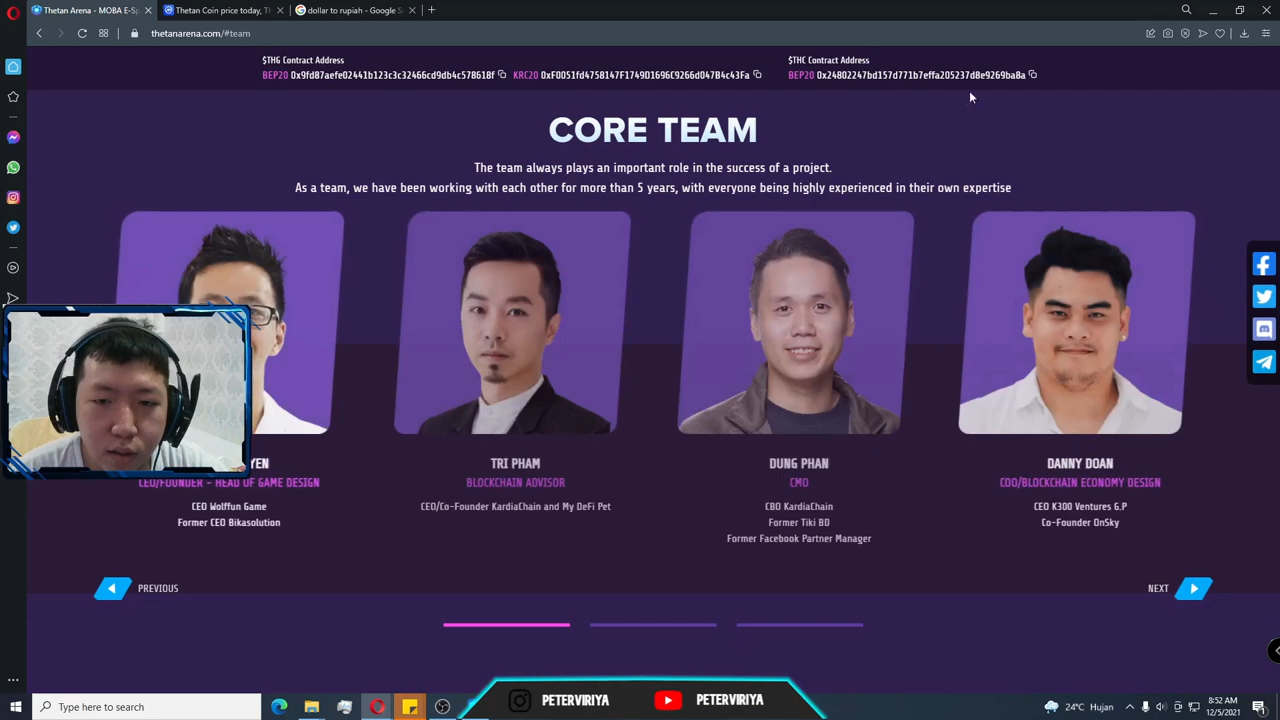 Thetan Arena - MOBA E-Sp
Thetan Coin price today, T
dollar to rupiah - Google S
thetanarena.com/#team
$THG Contract Address
$THC Contract Address
BEP20 0x9fd87aefe02441b123c3c32466cd9db4c578618f
KRC20 0xF0051fd4758147F1749D1696C9266d047B4c43Fa
BEP20 0x24802247bd157d771b7effa205237d8e9269ba8a
CORE TEAM
The team always plays an important role in the success of a project.
As a team, we have been working with each other for more than 5 years, with everyone being highly experienced in their own expertise
YEN
TRI PHAM
DUNG PHAN
DANNY DOAN
CEO/FOUNDER - HEAD OF GAME DESIGN
BLOCKCHAIN ADVISOR
CMO
COO/BLOCKCHAIN ECONOMY DESIGN
CEO Wolffun Game
CEO/Co-Founder KardiaChain and My DeFi Pet
CBO KardiaChain
CEO K300 Ventures G.P
Former CEO Bikasolution
Former Tiki BD
Co-Founder OnSky
Former Facebook Partner Manager
PREVIOUS
NEXT
Type here to search
PETERVIRIYA
PETERVIRIYA
24°C Hujan
8:52 AM
12/5/2021